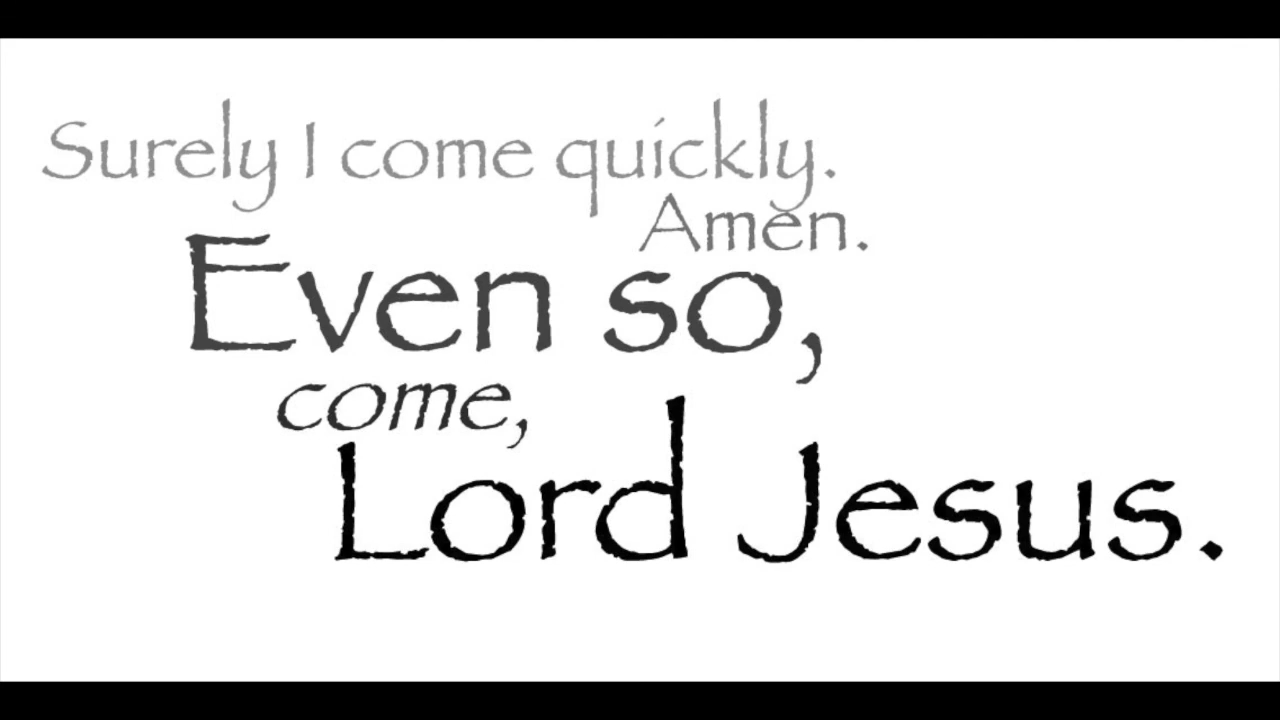 Surely I come quickly.
Amen.
Even so,
come,
Lord Jesus.